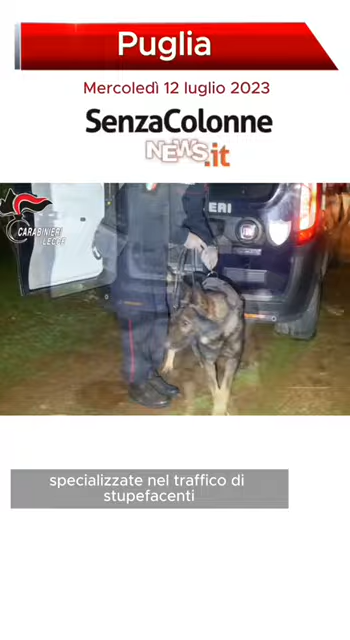 Puglia
Mercoledì 12 luglio 2023
SenzaColonne
NEWS.it
CARABINIERI
LECCE
ERI
specializzate nel traffico di
stupefacenti